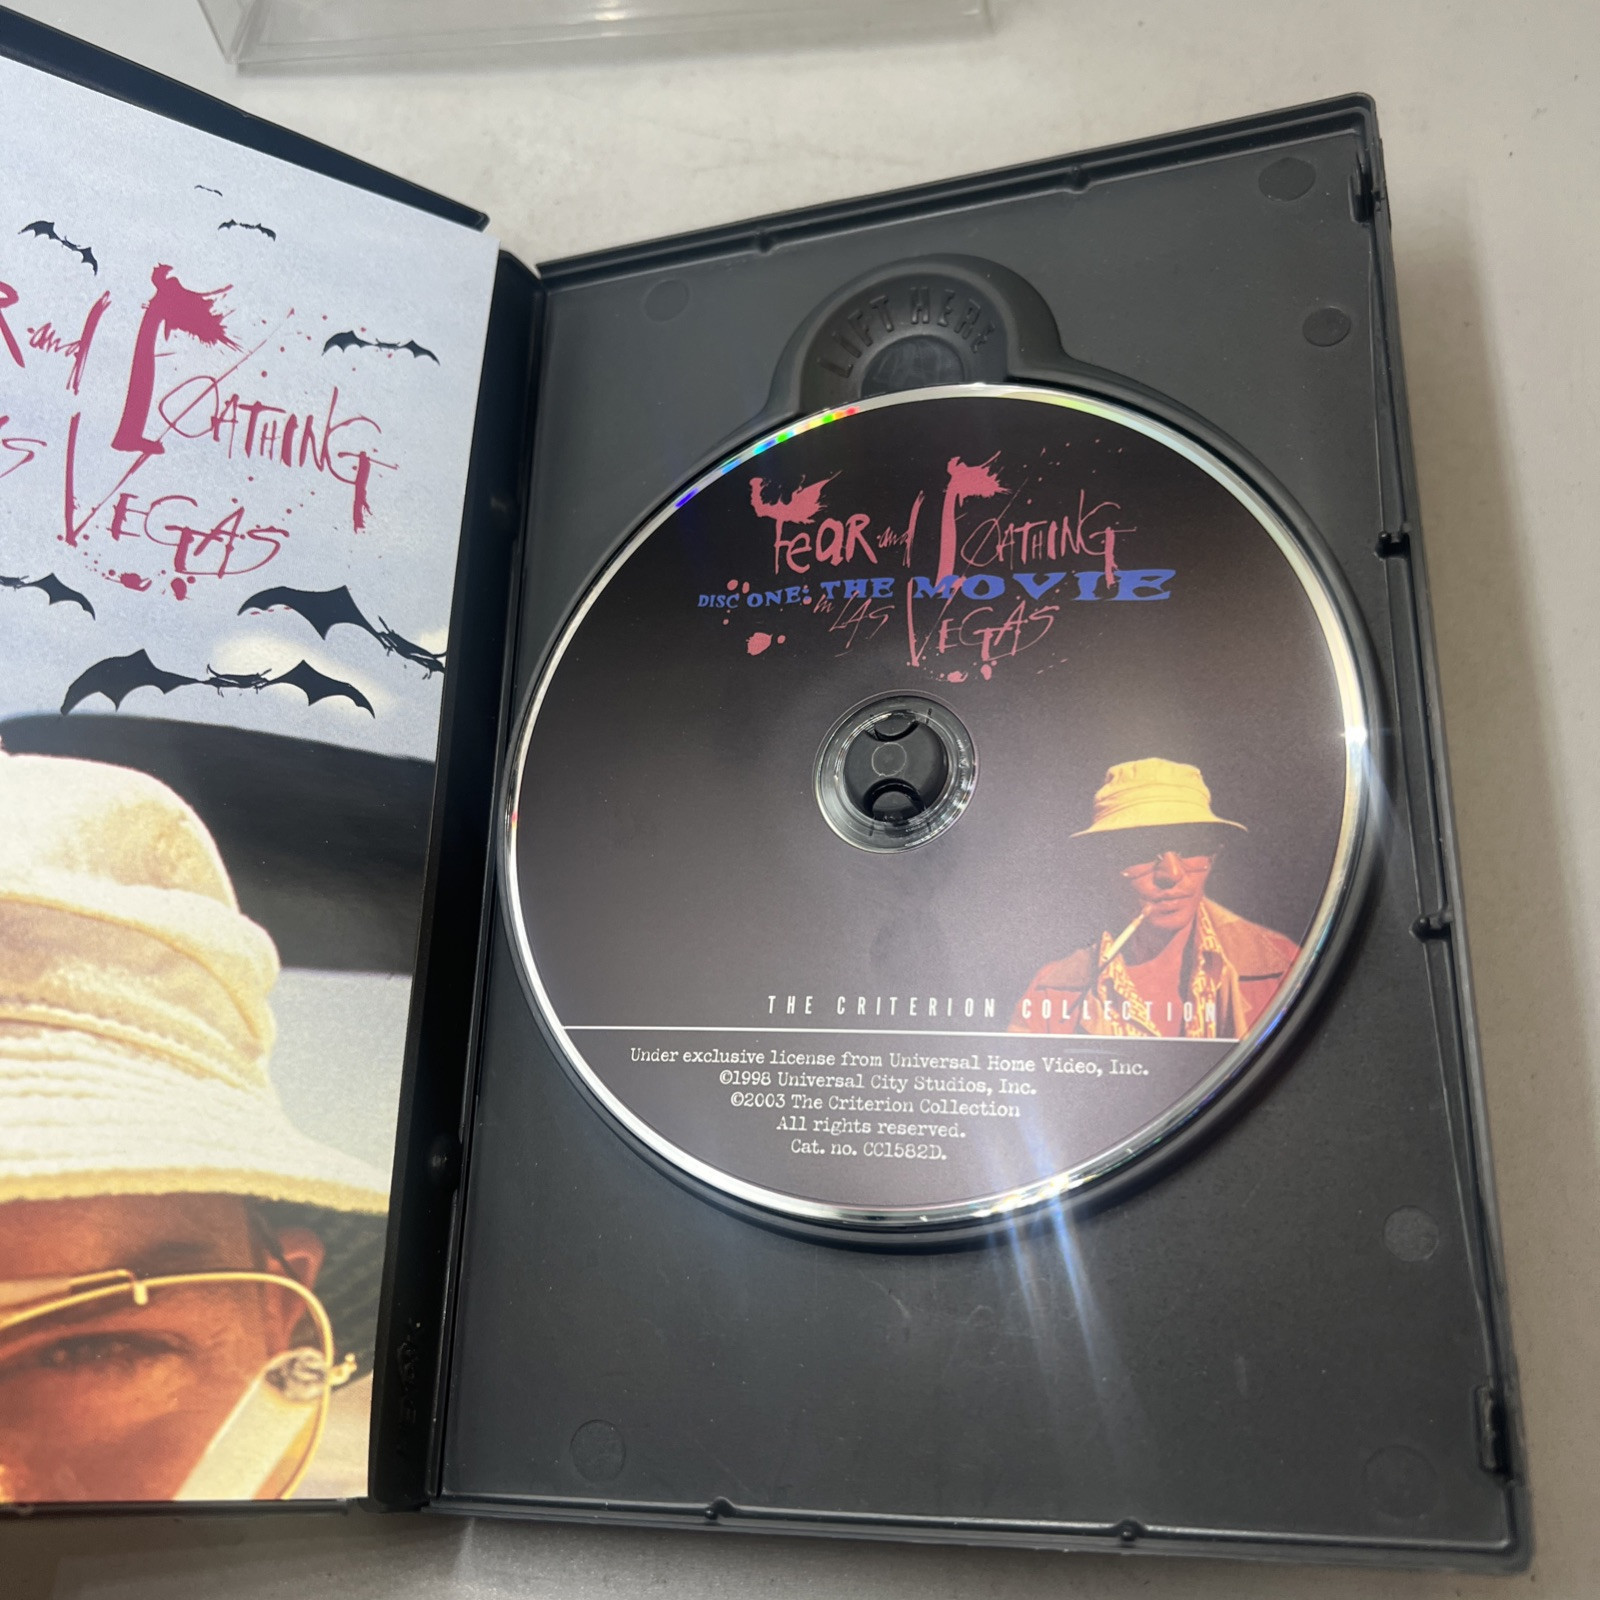 R and LOATHING
AS VEGAS
LIFT HERE
FEAR and LOATHING
DISC ONE: THE MOVIE
in LAS VEGAS
THE CRITERION COLLECTION
Under exclusive license from Universal Home Video, Inc.
©1998 Universal City Studios, Inc.
©2003 The Criterion Collection
All rights reserved.
Cat. no. CC1582D.